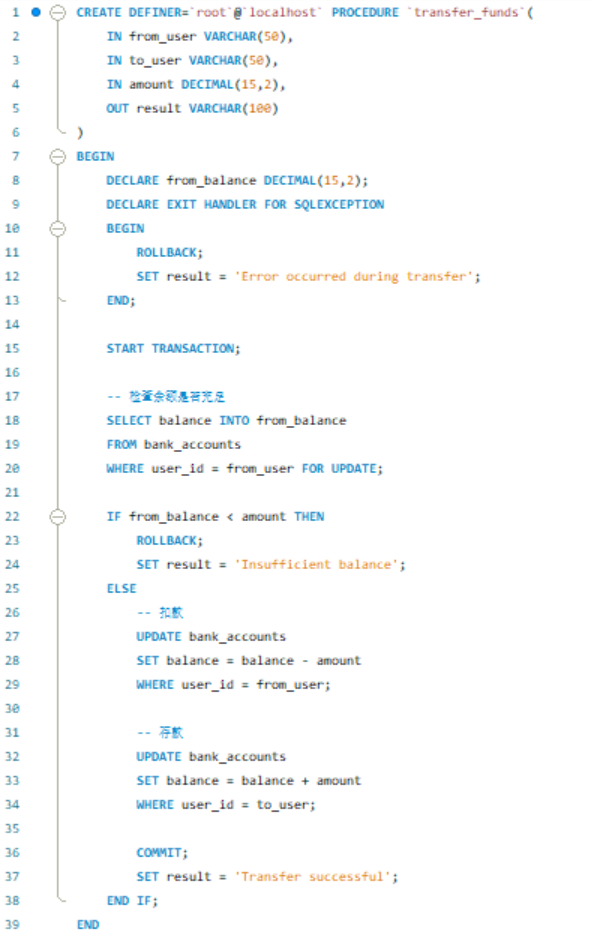 1 CREATE DEFINER=`root`@`localhost` PROCEDURE `transfer_funds`(
2 IN from_user VARCHAR(50),
3 IN to_user VARCHAR(50),
4 IN amount DECIMAL(15,2),
5 OUT result VARCHAR(100)
6 )
7 BEGIN
8 DECLARE from_balance DECIMAL(15,2);
9 DECLARE EXIT HANDLER FOR SQLEXCEPTION
10 BEGIN
11 ROLLBACK;
12 SET result = 'Error occurred during transfer';
13 END;
14
15 START TRANSACTION;
16
17 -- 检查余额是否充足
18 SELECT balance INTO from_balance
19 FROM bank_accounts
20 WHERE user_id = from_user FOR UPDATE;
21
22 IF from_balance < amount THEN
23 ROLLBACK;
24 SET result = 'Insufficient balance';
25 ELSE
26 -- 扣款
27 UPDATE bank_accounts
28 SET balance = balance - amount
29 WHERE user_id = from_user;
30
31 -- 存款
32 UPDATE bank_accounts
33 SET balance = balance + amount
34 WHERE user_id = to_user;
35
36 COMMIT;
37 SET result = 'Transfer successful';
38 END IF;
39 END